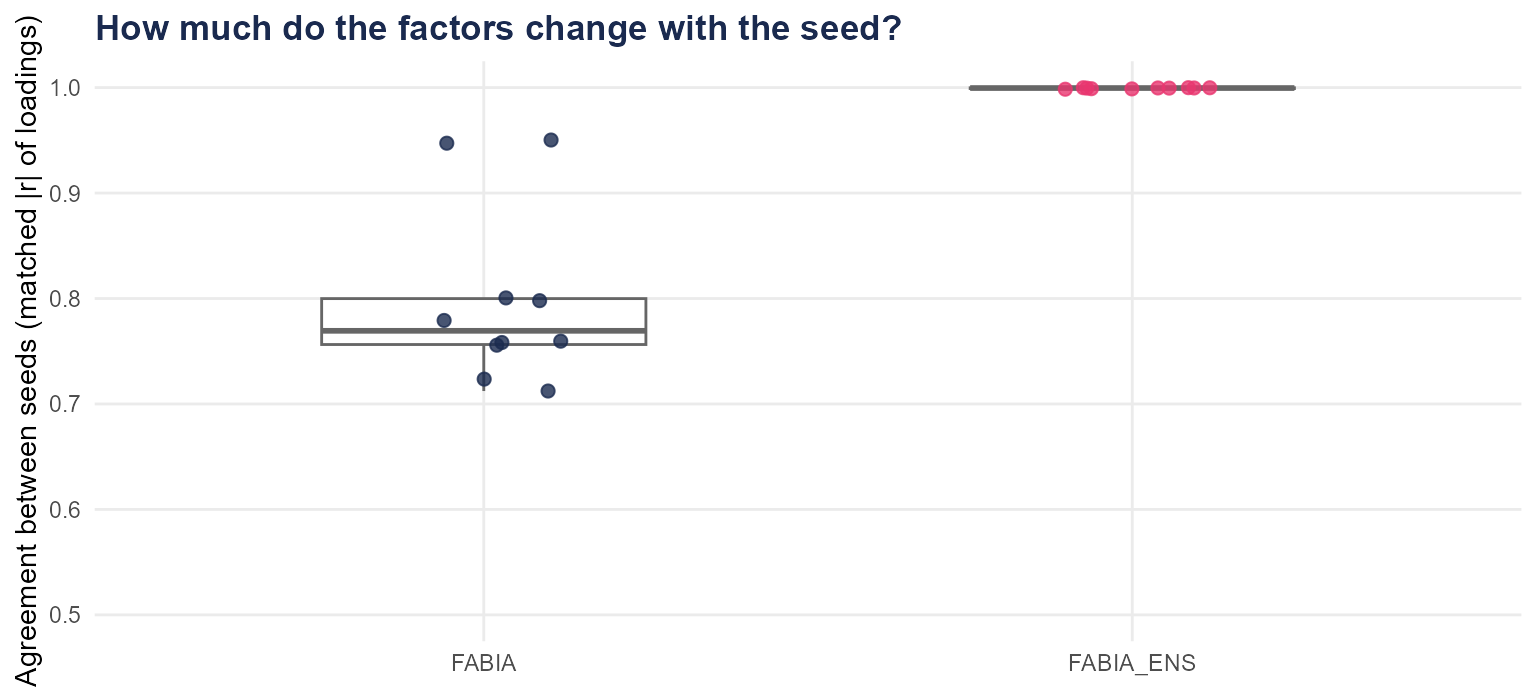 How much do the factors change with the seed?
Agreement between seeds (matched |r| of loadings)
1.0
0.9
0.8
0.7
0.6
0.5
FABIA
FABIA_ENS